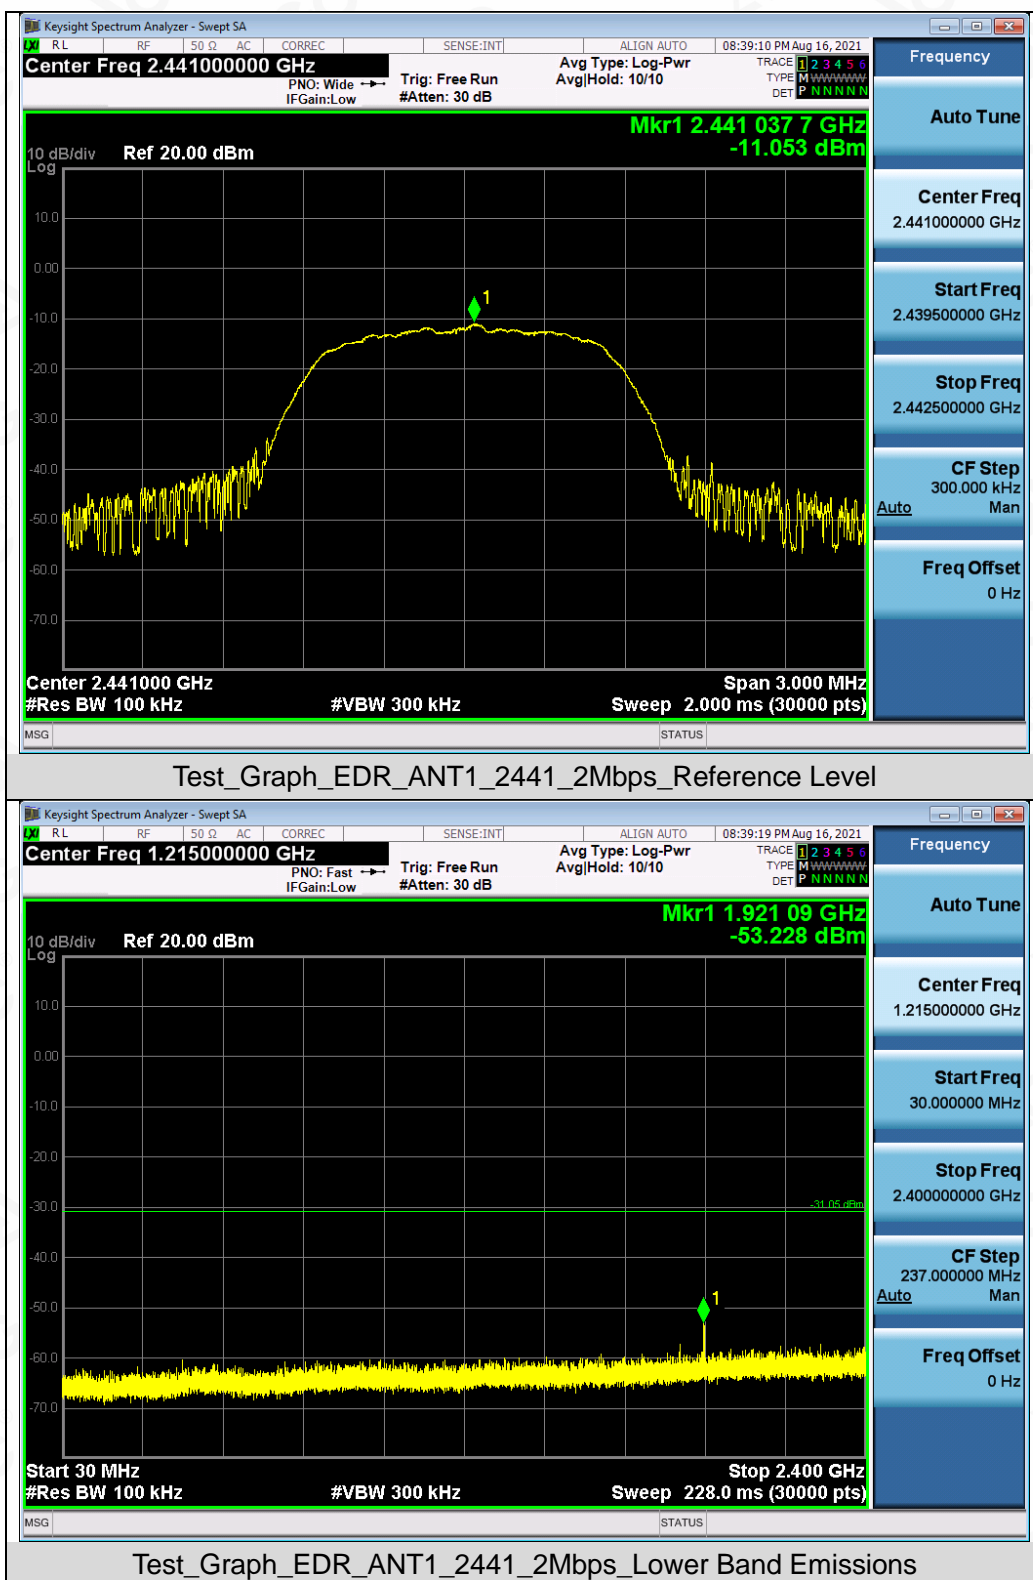 Keysight Spectrum Analyzer - Swept SA
LXI RL RF 50 Ω AC CORREC SENSE:INT ALIGN AUTO 08:39:10 PM Aug 16, 2021
Center Freq 2.441000000 GHz
PNO: Wide
IFGain:Low
Trig: Free Run
#Atten: 30 dB
Avg Type: Log-Pwr
Avg|Hold: 10/10
TRACE 1 2 3 4 5 6
TYPE M WWWWW
DET P N N N N N
Mkr1 2.441 037 7 GHz
-11.053 dBm
10 dB/div Ref 20.00 dBm
Log
10.0
0.00
-10.0
-20.0
-30.0
-40.0
-50.0
-60.0
-70.0
1
Center 2.441000 GHz Span 3.000 MHz
#Res BW 100 kHz #VBW 300 kHz Sweep 2.000 ms (30000 pts)
MSG STATUS
Frequency
Auto Tune
Center Freq
2.441000000 GHz
Start Freq
2.439500000 GHz
Stop Freq
2.442500000 GHz
CF Step
300.000 kHz
Auto Man
Freq Offset
0 Hz
Test_Graph_EDR_ANT1_2441_2Mbps_Reference Level
Keysight Spectrum Analyzer - Swept SA
LXI RL RF 50 Ω AC CORREC SENSE:INT ALIGN AUTO 08:39:19 PM Aug 16, 2021
Center Freq 1.215000000 GHz
PNO: Fast
IFGain:Low
Trig: Free Run
#Atten: 30 dB
Avg Type: Log-Pwr
Avg|Hold: 10/10
TRACE 1 2 3 4 5 6
TYPE M WWWWW
DET P N N N N N
Mkr1 1.921 09 GHz
-53.228 dBm
10 dB/div Ref 20.00 dBm
Log
10.0
0.00
-10.0
-20.0
-30.0
-40.0
-50.0
-60.0
-70.0
-31.05 dBm
1
Start 30 MHz Stop 2.400 GHz
#Res BW 100 kHz #VBW 300 kHz Sweep 228.0 ms (30000 pts)
MSG STATUS
Frequency
Auto Tune
Center Freq
1.215000000 GHz
Start Freq
30.000000 MHz
Stop Freq
2.400000000 GHz
CF Step
237.000000 MHz
Auto Man
Freq Offset
0 Hz
Test_Graph_EDR_ANT1_2441_2Mbps_Lower Band Emissions